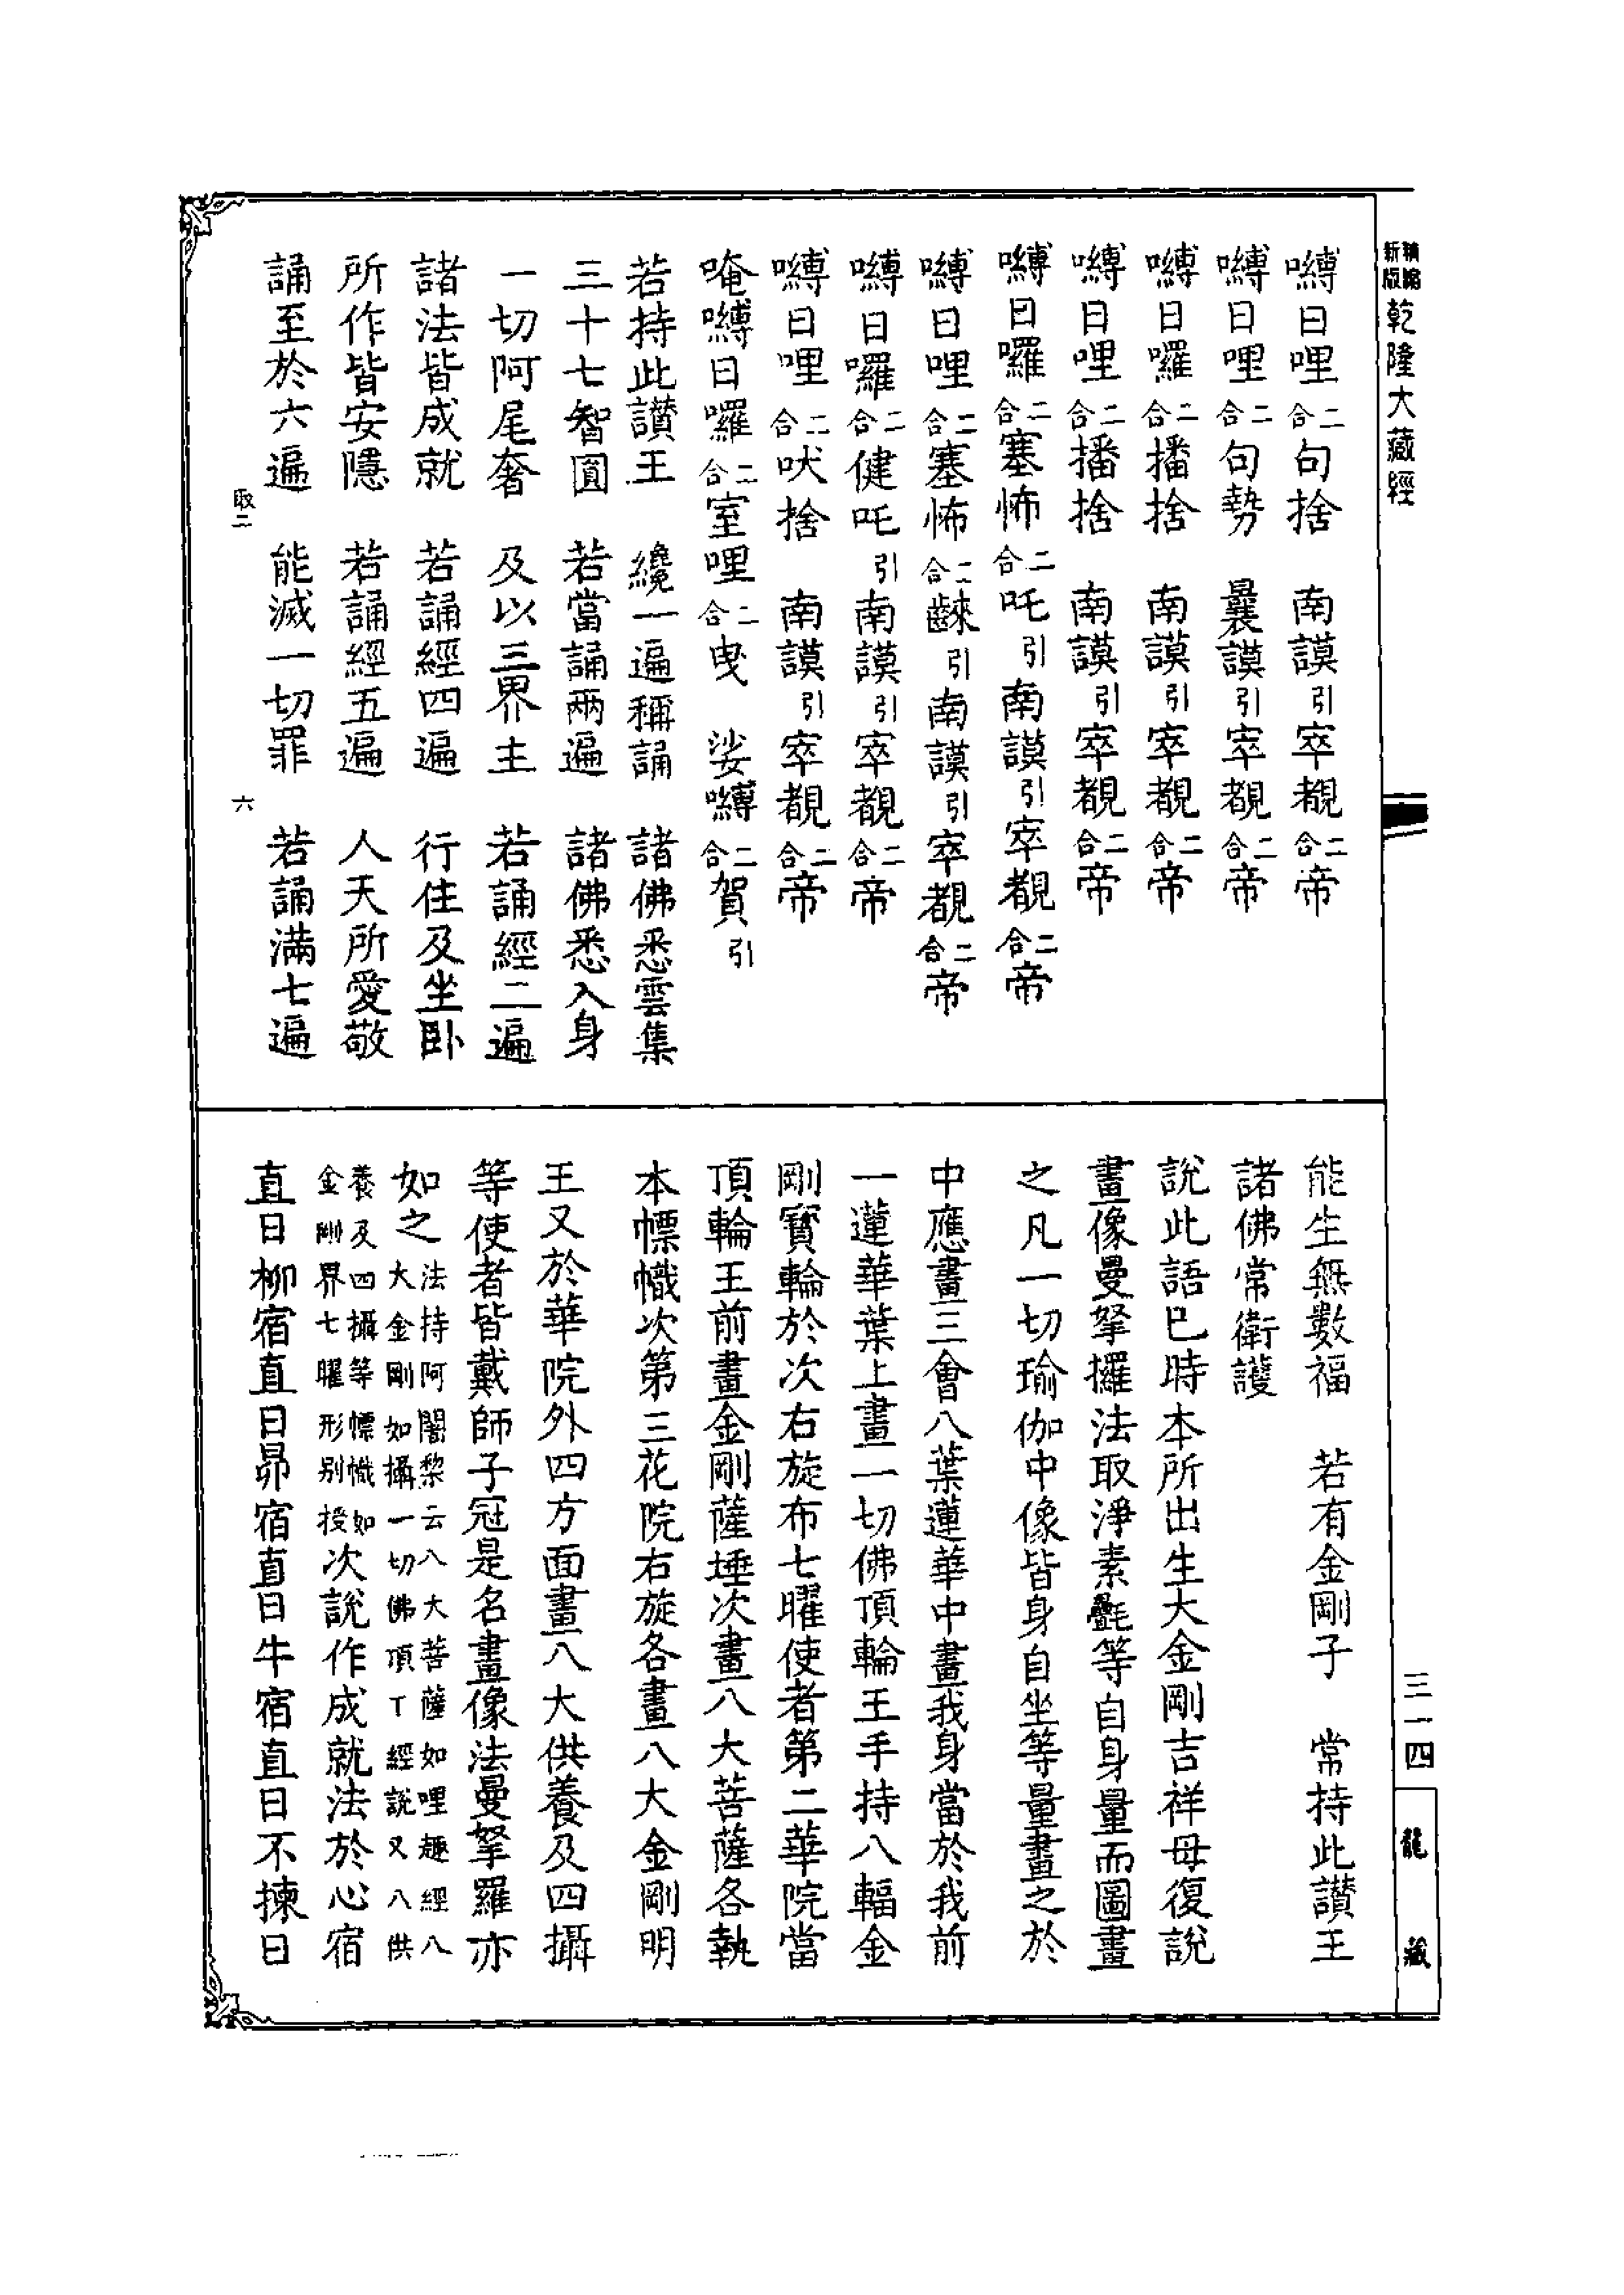 新版精縮乾隆大藏經
三一四
龍藏
嚩日哩二合句捨 南謨引窣覩二合帝
嚩日哩二合句勢 曩謨引窣覩二合帝
嚩日囉二合播捨 南謨引窣覩二合帝
嚩日哩二合播捨 南謨引窣覩二合帝
嚩日囉二合塞怖二合吒引南謨引窣覩二合帝
嚩日哩二合塞怖二合齼引南謨引窣覩二合帝
嚩日囉二合健吒引南謨引窣覩二合帝
嚩日哩二合吠捨 南謨引窣覩二合帝
唵嚩日囉二合室哩二合曳 娑嚩二合賀引
若持此讚王 纔一遍稱誦 諸佛悉雲集
三十七智圓 若當誦兩遍 諸佛悉入身
一切阿尾奢 及以三界主 若誦經二遍
諸法皆成就 若誦經四遍 行住及坐卧
所作皆安隱 若誦經五遍 人天所愛敬
誦至於六遍 能滅一切罪 若誦滿七遍
取二 六
能生無數福 若有金剛子 常持此讚王
諸佛常衛護
說此語已時本所出生大金剛吉祥母復說
畫像曼拏攞法取淨素㲲等自身量而圖畫
之凡一切瑜伽中像皆身自坐等量畫之於
中應畫三會八葉蓮華中畫我身當於我前
一蓮華葉上畫一切佛頂輪王手持八輻金
剛寶輪於次右旋布七曜使者第二華院當
頂輪王前畫金剛薩埵次畫八大菩薩各執
本幖幟次第三花院右旋各畫八大金剛明
王又於華院外四方面畫八大供養及四攝
等使者皆戴師子冠是名畫像法曼拏羅亦
如之法持阿闍黎云八大菩薩如哩趣經八大金剛如攝一切佛頂丅經說又八供
養及四攝等幖幟如金剛界七曜形別授次說作成就法於心宿
直日柳宿直日昴宿直日牛宿直日不揀日